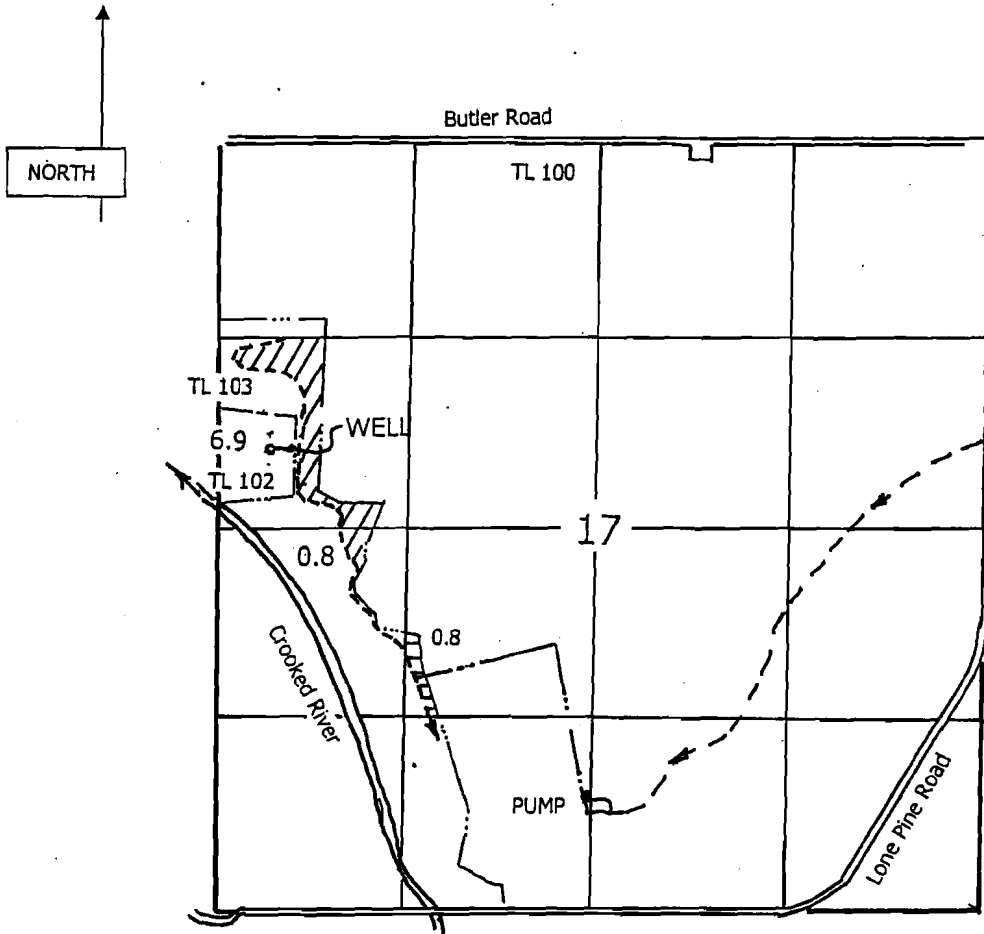 Butler Road
NORTH
TL 100
TL 103
WELL
6.9
TL 102
17
0.8
0.8
Crooked River
PUMP
Lone Pine Road